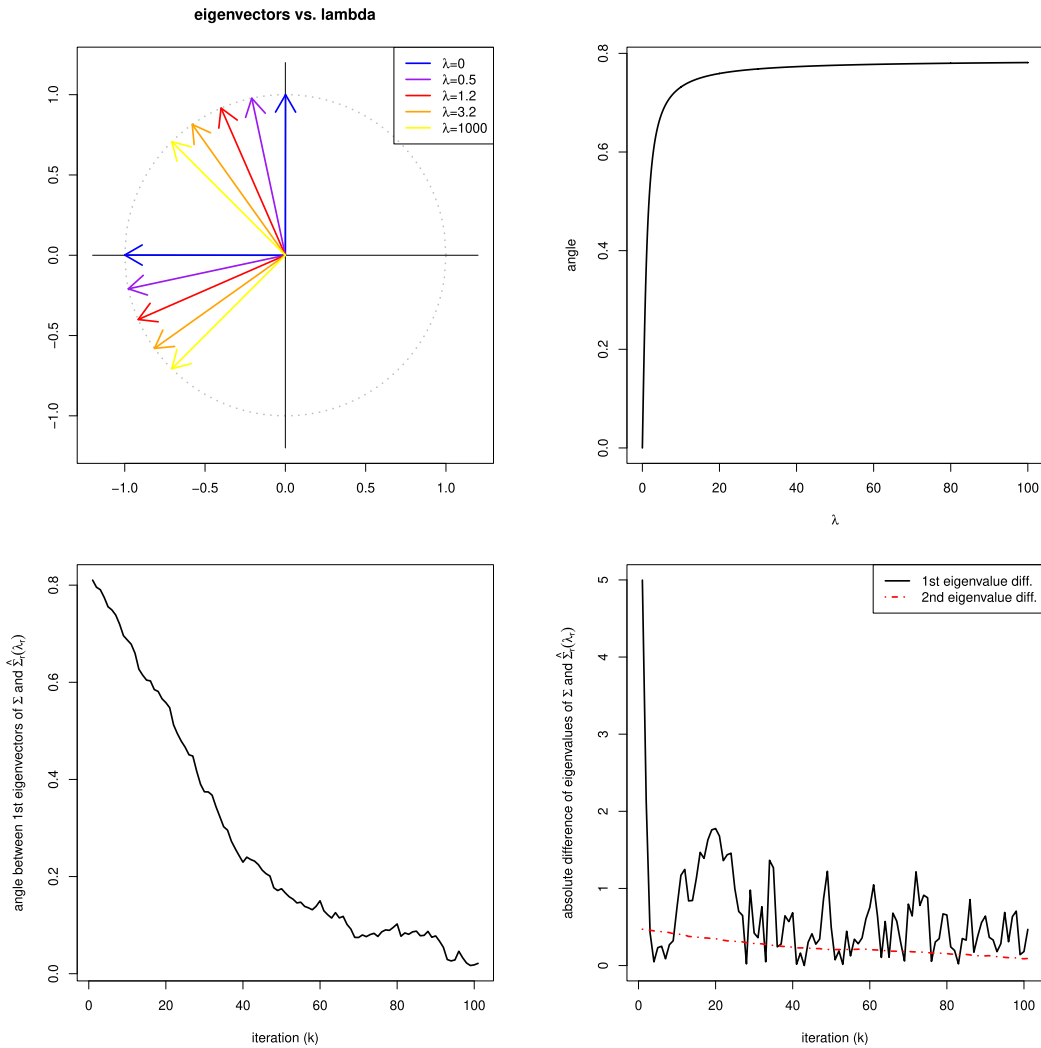 eigenvectors vs. lambda
λ=0
λ=0.5
λ=1.2
λ=3.2
λ=1000
1.0
0.5
0.0
−0.5
−1.0
−1.0 −0.5 0.0 0.5 1.0
angle
0.8
0.6
0.4
0.2
0.0
0 20 40 60 80 100
λ
angle between 1st eigenvectors of Σ and Σ̂ᵣ(λᵣ)
0.8
0.6
0.4
0.2
0.0
0 20 40 60 80 100
iteration (k)
absolute difference of eigenvalues of Σ and Σ̂ᵣ(λᵣ)
1st eigenvalue diff.
2nd eigenvalue diff.
5
4
3
2
1
0
0 20 40 60 80 100
iteration (k)